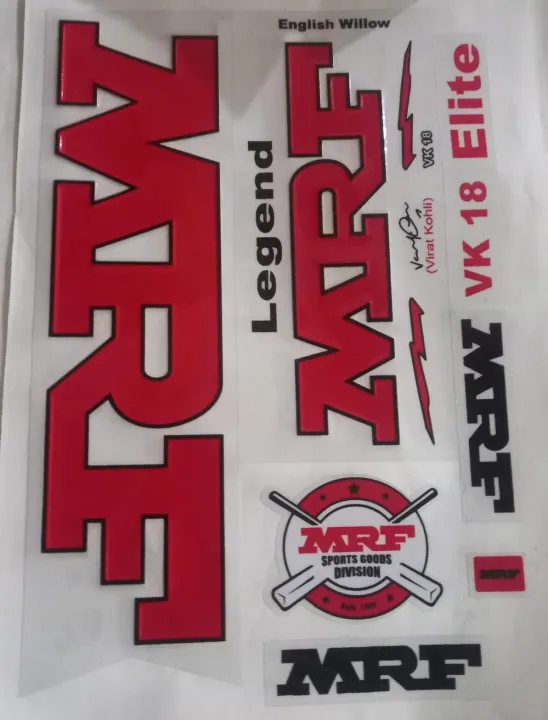 MRF
English Willow
Legend
MRF
VK 18
(Virat Kohli)
Elite
VK 18
MRF
MRF
SPORTS GOODS
DIVISION
MRF
MRF